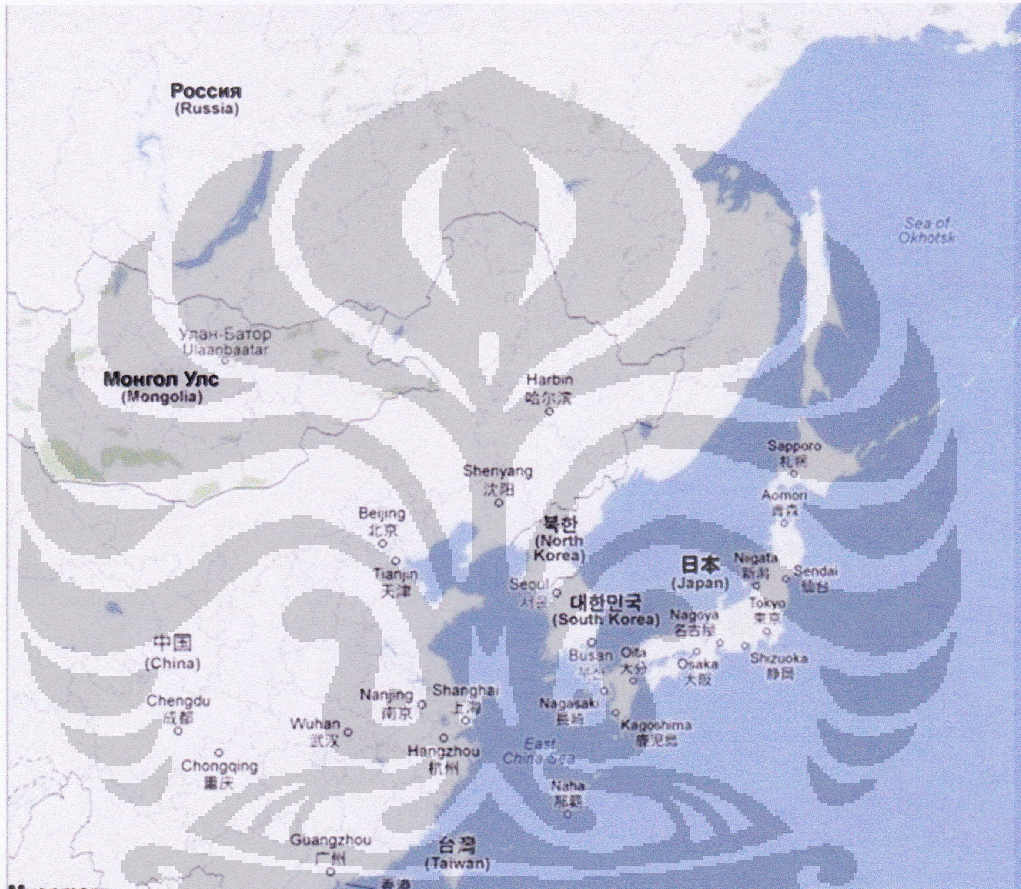 Россия
(Russia)
Sea of
Okhotsk
Улан-Батор
Ulaanbaatar
Монгол Улс
(Mongolia)
Harbin
哈尔滨
Sapporo
札幌
Shenyang
沈阳
Aomori
青森
Beijing
北京
북한
(North
Korea)
Tianjin
天津
日本
(Japan)
Niigata
新潟
Sendai
仙台
Seoul
서울
대한민국
(South Korea)
Tokyo
東京
Nagoya
名古屋
中国
(China)
Busan
부산
Oita
大分
Osaka
大阪
Shizuoka
静岡
Chengdu
成都
Nanjing
南京
Shanghai
上海
Nagasaki
長崎
Wuhan
武汉
Kagoshima
鹿児島
Hangzhou
杭州
East
China Sea
Chongqing
重庆
Naha
那覇
Guangzhou
广州
台灣
(Taiwan)
香港